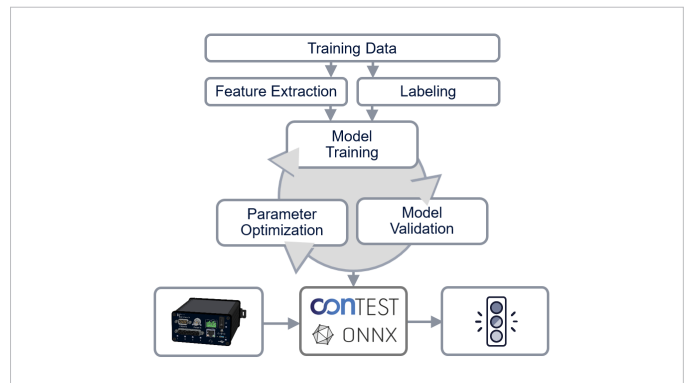 Training Data
Feature Extraction
Labeling
Model
Training
Parameter
Optimization
Model
Validation
conTEST
ONNX